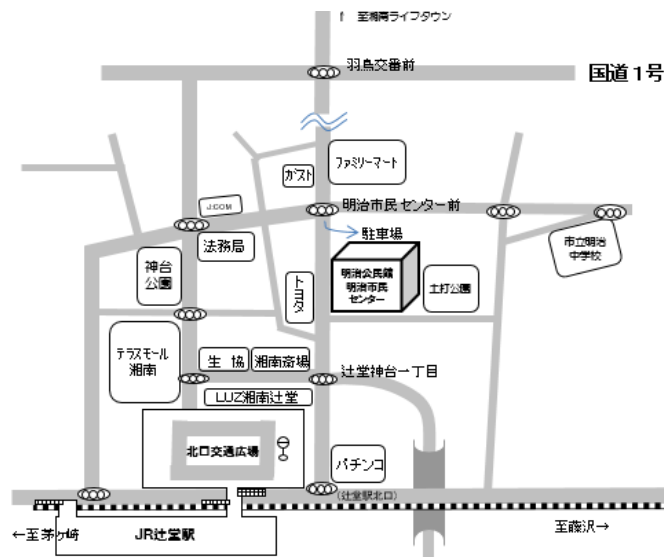 ↑ 至湘南ライフタウン
羽鳥交番前
国道1号
ファミリーマート
ガスト
J:COM
明治市民センター前
法務局
駐車場
市立明治
中学校
神台
公園
トヨタ
明治公民館
明治市民
センター
土打公園
テラスモール
湘南
生 協
湘南斎場
辻堂神台一丁目
LUZ湘南辻堂
北口交通広場
パチンコ
(辻堂駅北口)
←至茅ヶ崎
JR辻堂駅
至藤沢→